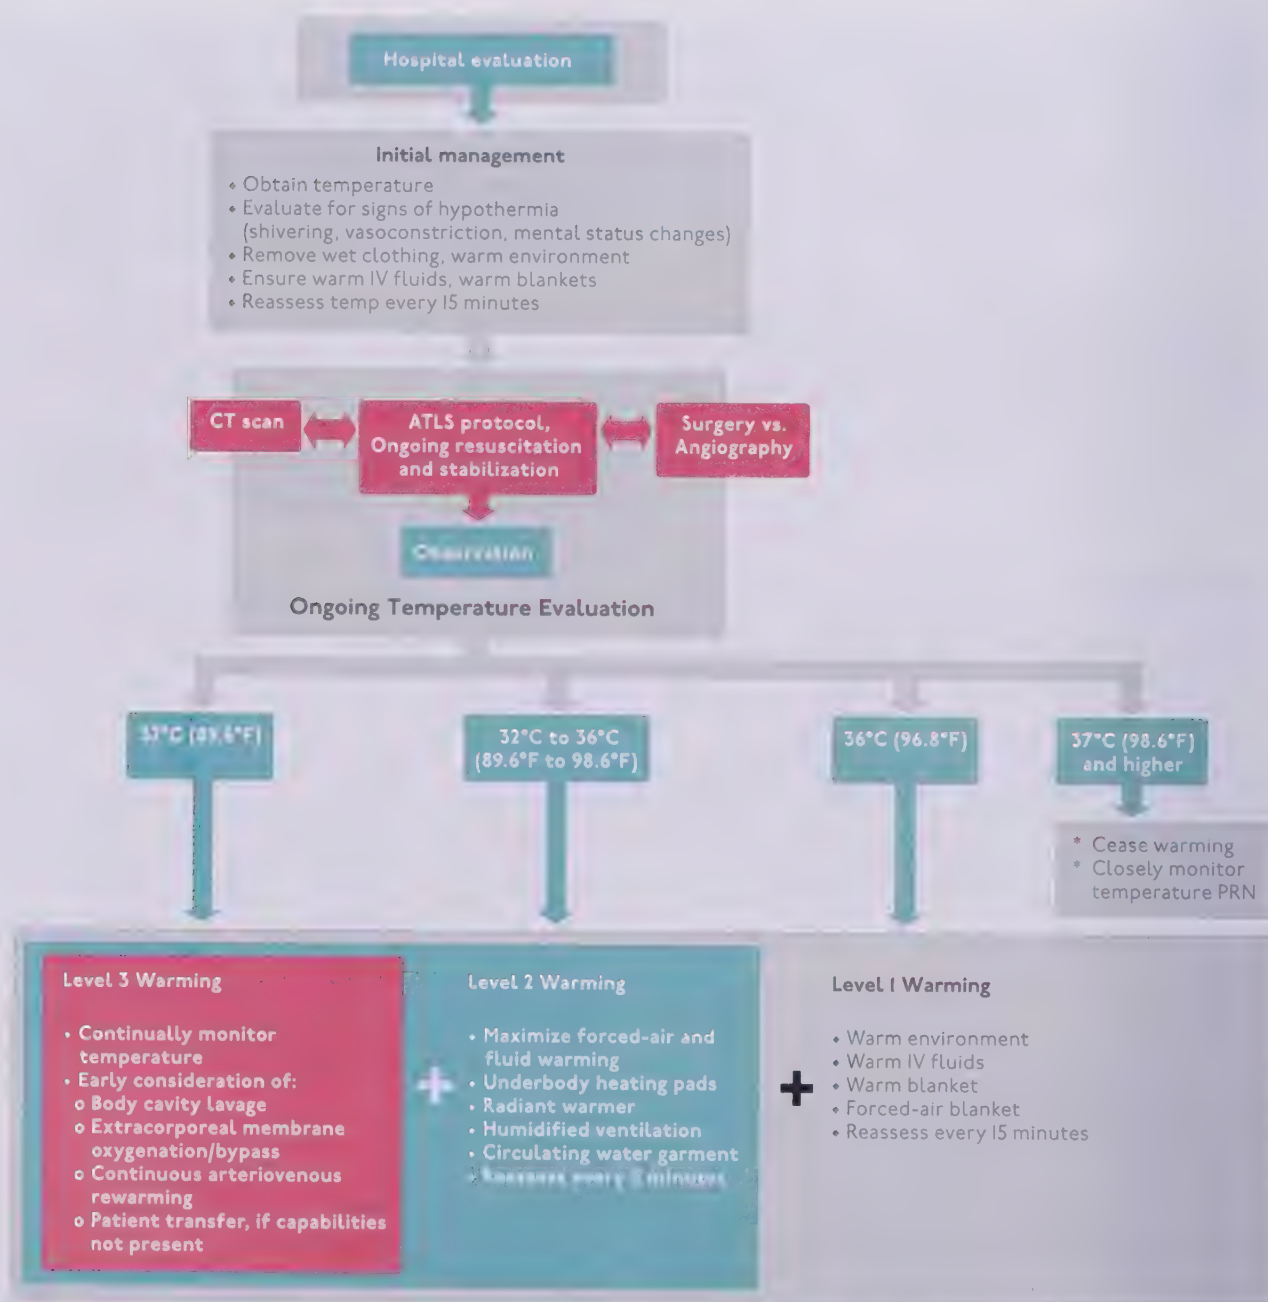 Hospital evaluation
Initial management
• Obtain temperature
• Evaluate for signs of hypothermia
(shivering, vasoconstriction, mental status changes)
• Remove wet clothing, warm environment
• Ensure warm IV fluids, warm blankets
• Reassess temp every 15 minutes
CT scan
ATLS protocol,
Ongoing resuscitation
and stabilization
Surgery vs.
Angiography
Observation
Ongoing Temperature Evaluation
(89.6°F)
32°C to 36°C
(89.6°F to 98.6°F)
36°C (96.8°F)
37°C (98.6°F)
and higher
* Cease warming
* Closely monitor
temperature PRN
Level 3 Warming
• Continually monitor
temperature
• Early consideration of:
o Body cavity lavage
o Extracorporeal membrane
oxygenation/bypass
o Continuous arteriovenous
rewarming
o Patient transfer, if capabilities
not present
+
Level 2 Warming
• Maximize forced-air and
fluid warming
• Underbody heating pads
• Radiant warmer
• Humidified ventilation
• Circulating water garment
• Reassess every minutes
+
Level 1 Warming
• Warm environment
• Warm IV fluids
• Warm blanket
• Forced-air blanket
• Reassess every 15 minutes